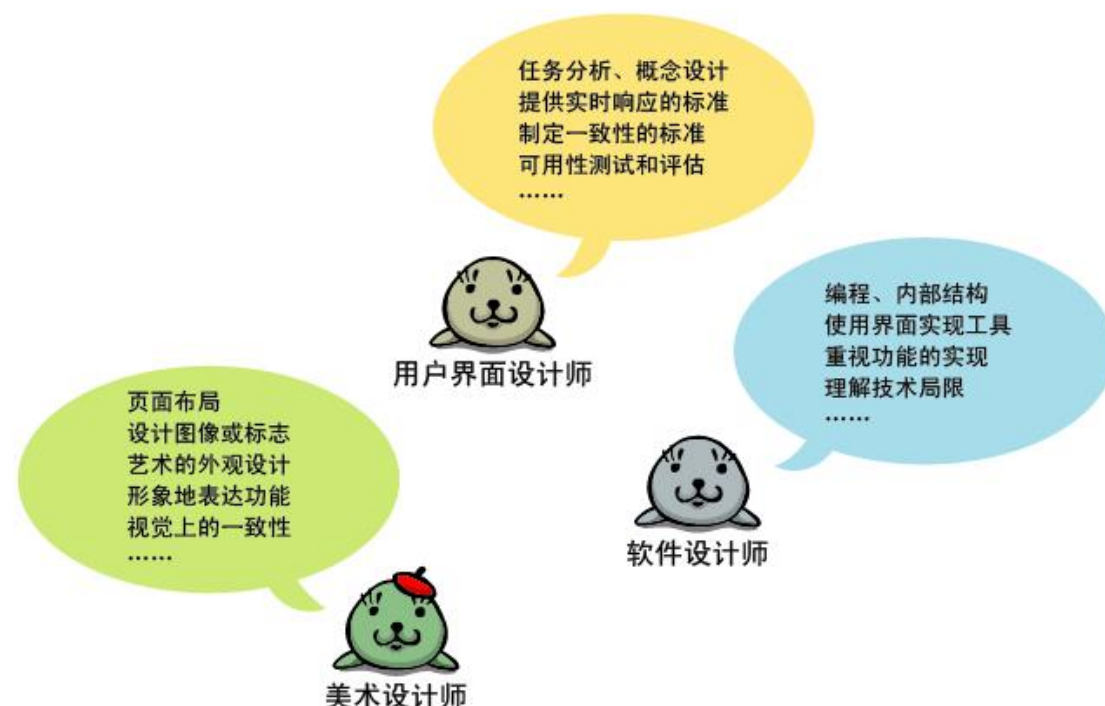 任务分析、概念设计
提供实时响应的标准
制定一致性的标准
可用性测试和评估
……
用户界面设计师
编程、内部结构
使用界面实现工具
重视功能的实现
理解技术局限
……
软件设计师
页面布局
设计图像或标志
艺术的外观设计
形象地表达功能
视觉上的一致性
……
美术设计师